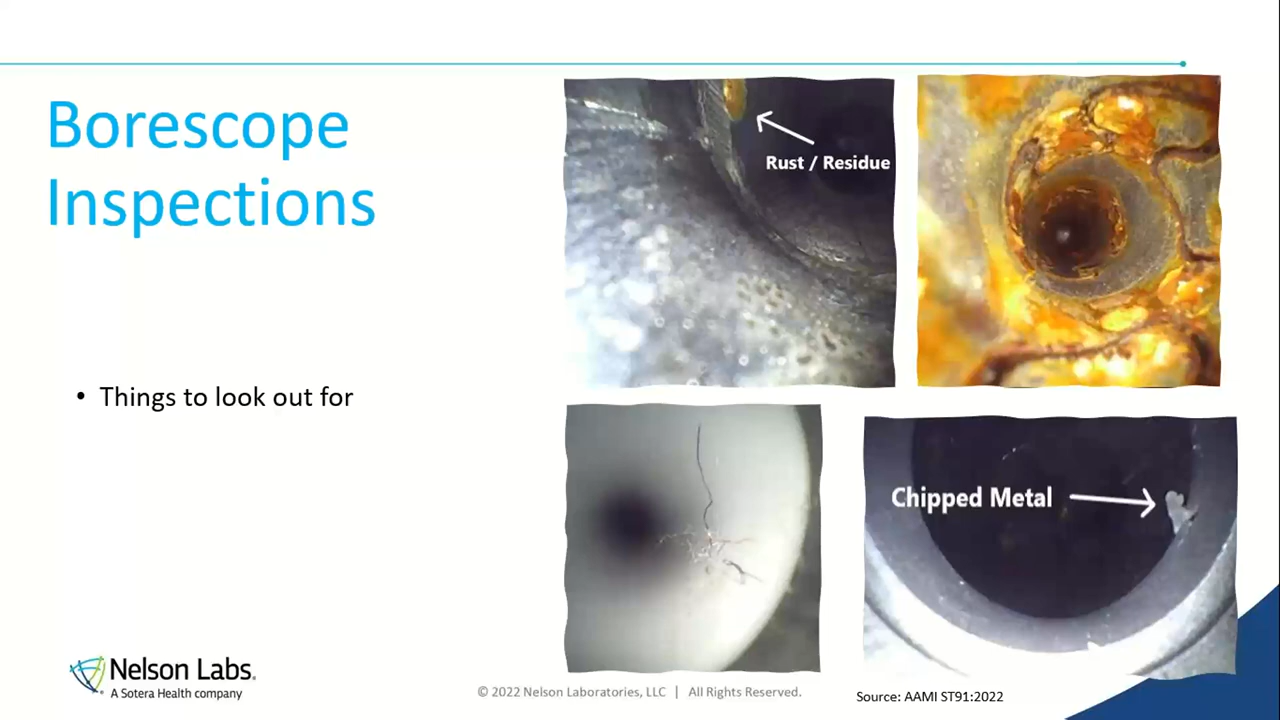 Borescope
Inspections
• Things to look out for
Rust / Residue
Chipped Metal
Nelson Labs.
A Sotera Health company
© 2022 Nelson Laboratories, LLC | All Rights Reserved.
Source: AAMI ST91:2022